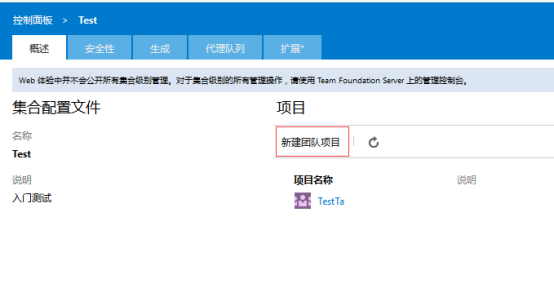 控制面板 > Test
概述 安全性 生成 代理队列 扩展*
Web 体验中并不会公开所有集合级别管理。对于集合级别的所有管理操作，请使用 Team Foundation Server 上的管理控制台。
集合配置文件
名称
Test
说明
入门测试
项目
新建团队项目
项目名称 说明
TestTa